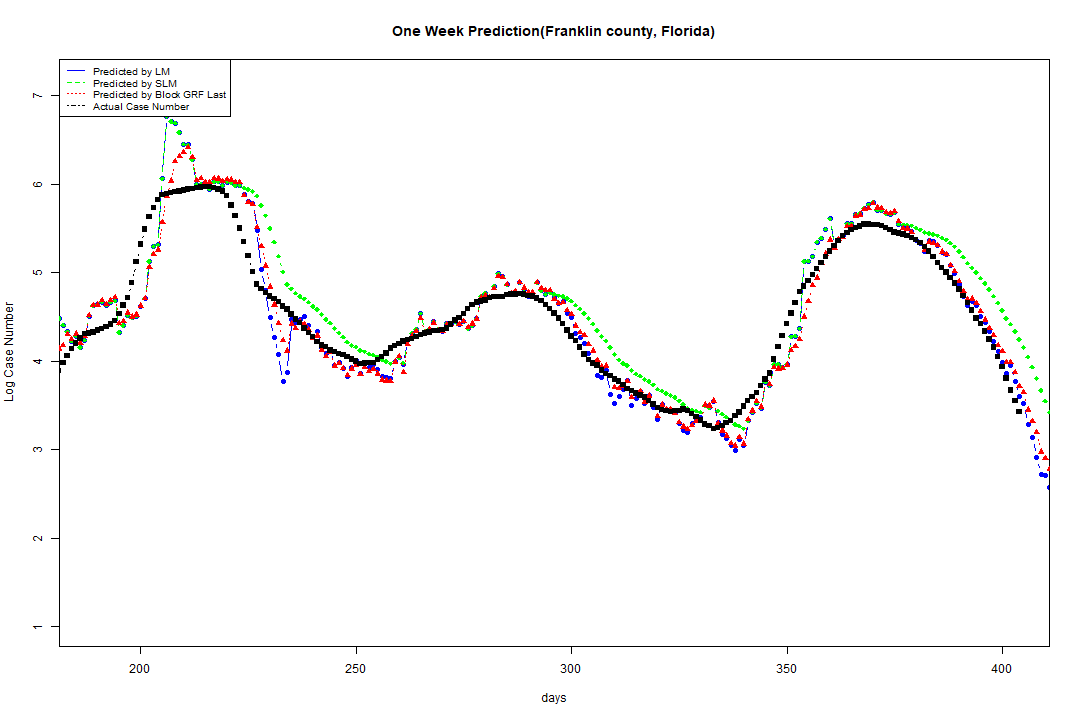 One Week Prediction(Franklin county, Florida)
Predicted by LM
Predicted by SLM
Predicted by Block GRF Last
Actual Case Number
7
6
5
4
3
2
1
Log Case Number
200 250 300 350 400
days